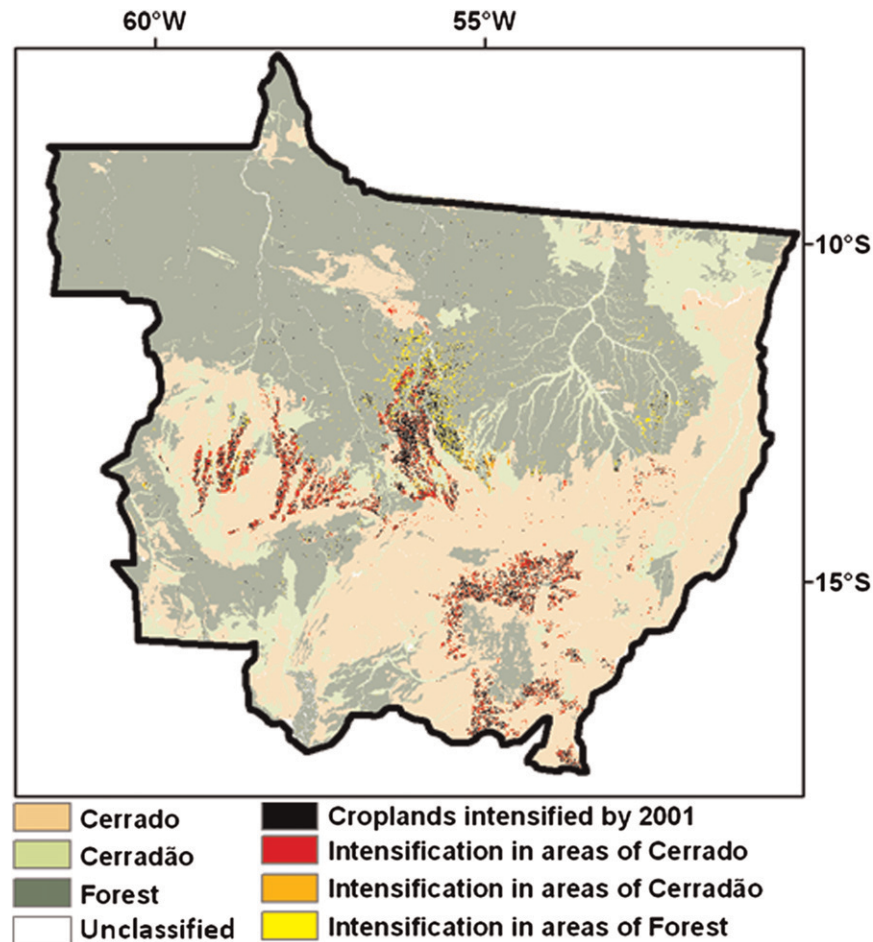 60°W 55°W
10°S
15°S
Cerrado
Cerradão
Forest
Unclassified
Croplands intensified by 2001
Intensification in areas of Cerrado
Intensification in areas of Cerradão
Intensification in areas of Forest